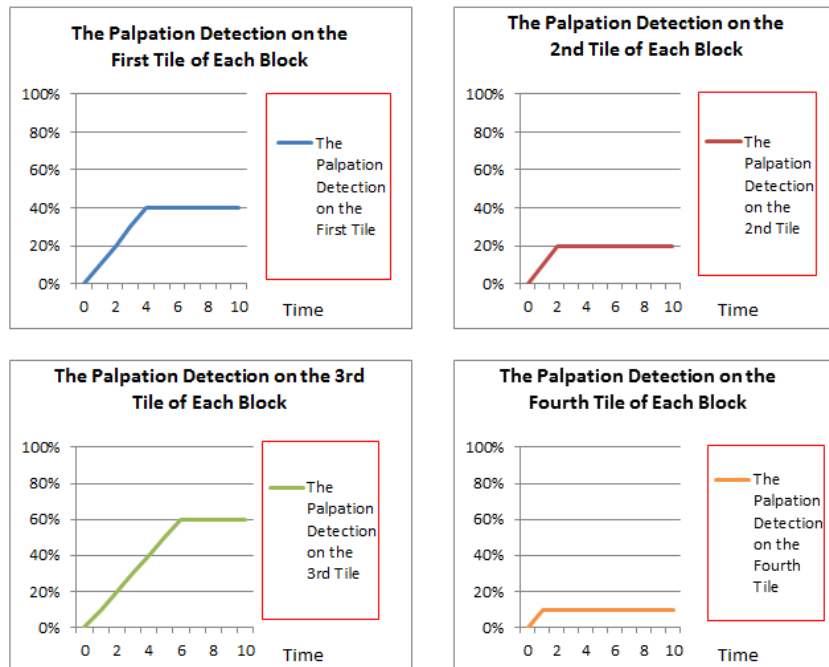 The Palpation Detection on the
First Tile of Each Block
100%
80%
60%
40%
20%
0%
0 2 4 6 8 10
Time
The
Palpation
Detection
on the
First Tile
The Palpation Detection on the
2nd Tile of Each Block
100%
80%
60%
40%
20%
0%
0 2 4 6 8 10
Time
The
Palpation
Detection
on the
2nd Tile
The Palpation Detection on the 3rd
Tile of Each Block
100%
80%
60%
40%
20%
0%
0 2 4 6 8 10
Time
The
Palpation
Detection
on the
3rd Tile
The Palpation Detection on the
Fourth Tile of Each Block
100%
80%
60%
40%
20%
0%
0 2 4 6 8 10
Time
The
Palpation
Detection
on the
Fourth
Tile